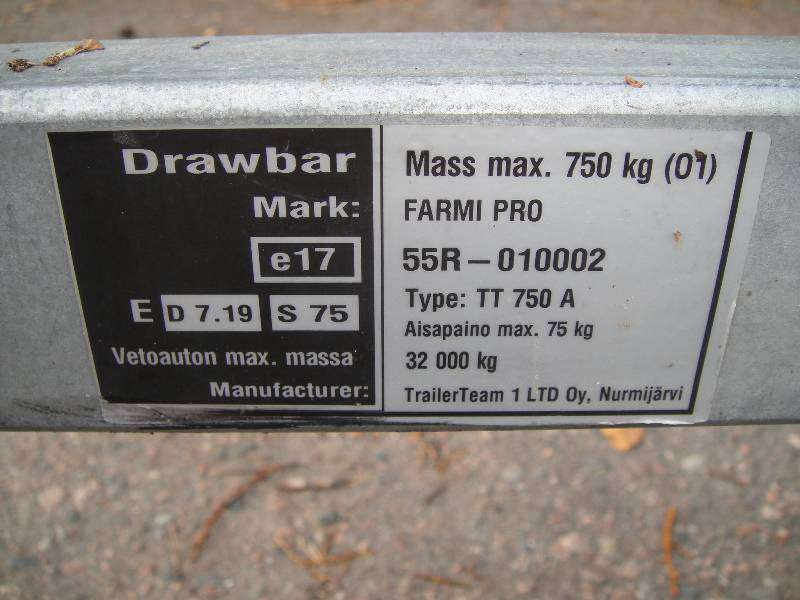 Drawbar Mass max. 750 kg (01)
Mark: FARMI PRO
e17 55R-010002
E D 7.19 S 75 Type: TT 750 A
Aisapaino max. 75 kg
Vetoauton max. massa 32 000 kg
Manufacturer: TrailerTeam 1 LTD Oy, Nurmijärvi